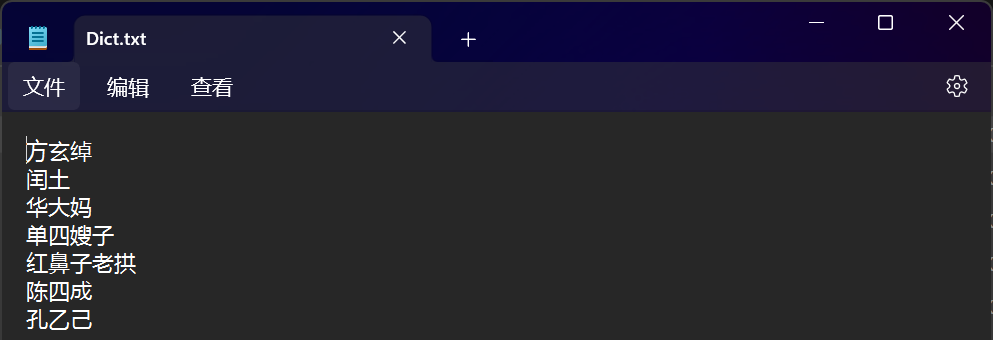 Dict.txt
文件 编辑 查看
方玄绰
闰土
华大妈
单四嫂子
红鼻子老拱
陈四成
孔乙己